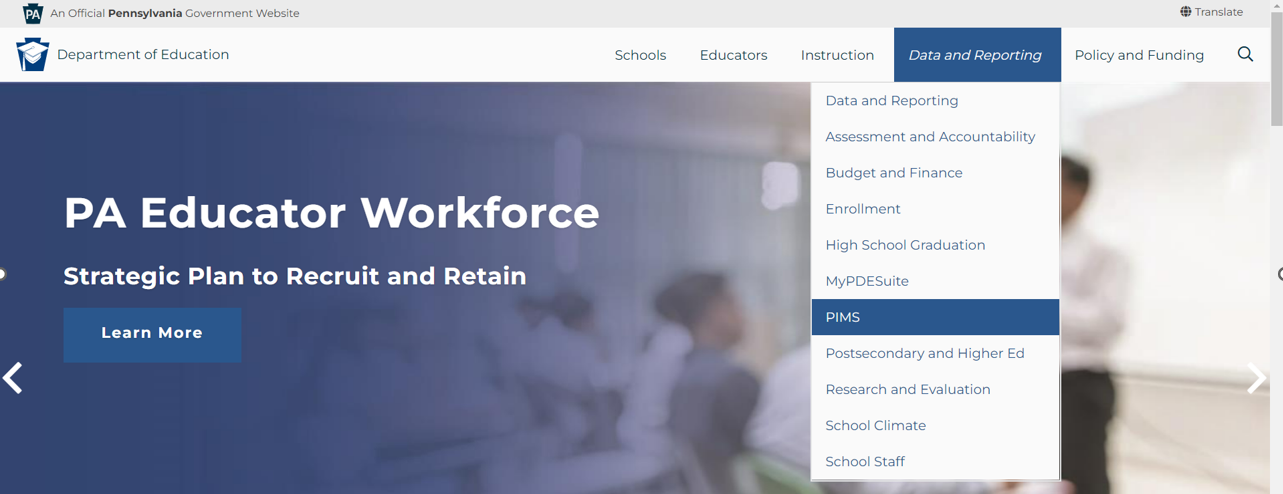 PA An Official Pennsylvania Government Website
Translate
Department of Education
Schools Educators Instruction Data and Reporting Policy and Funding
Data and Reporting
Assessment and Accountability
Budget and Finance
Enrollment
High School Graduation
MyPDESuite
PIMS
Postsecondary and Higher Ed
Research and Evaluation
School Climate
School Staff
PA Educator Workforce
Strategic Plan to Recruit and Retain
Learn More